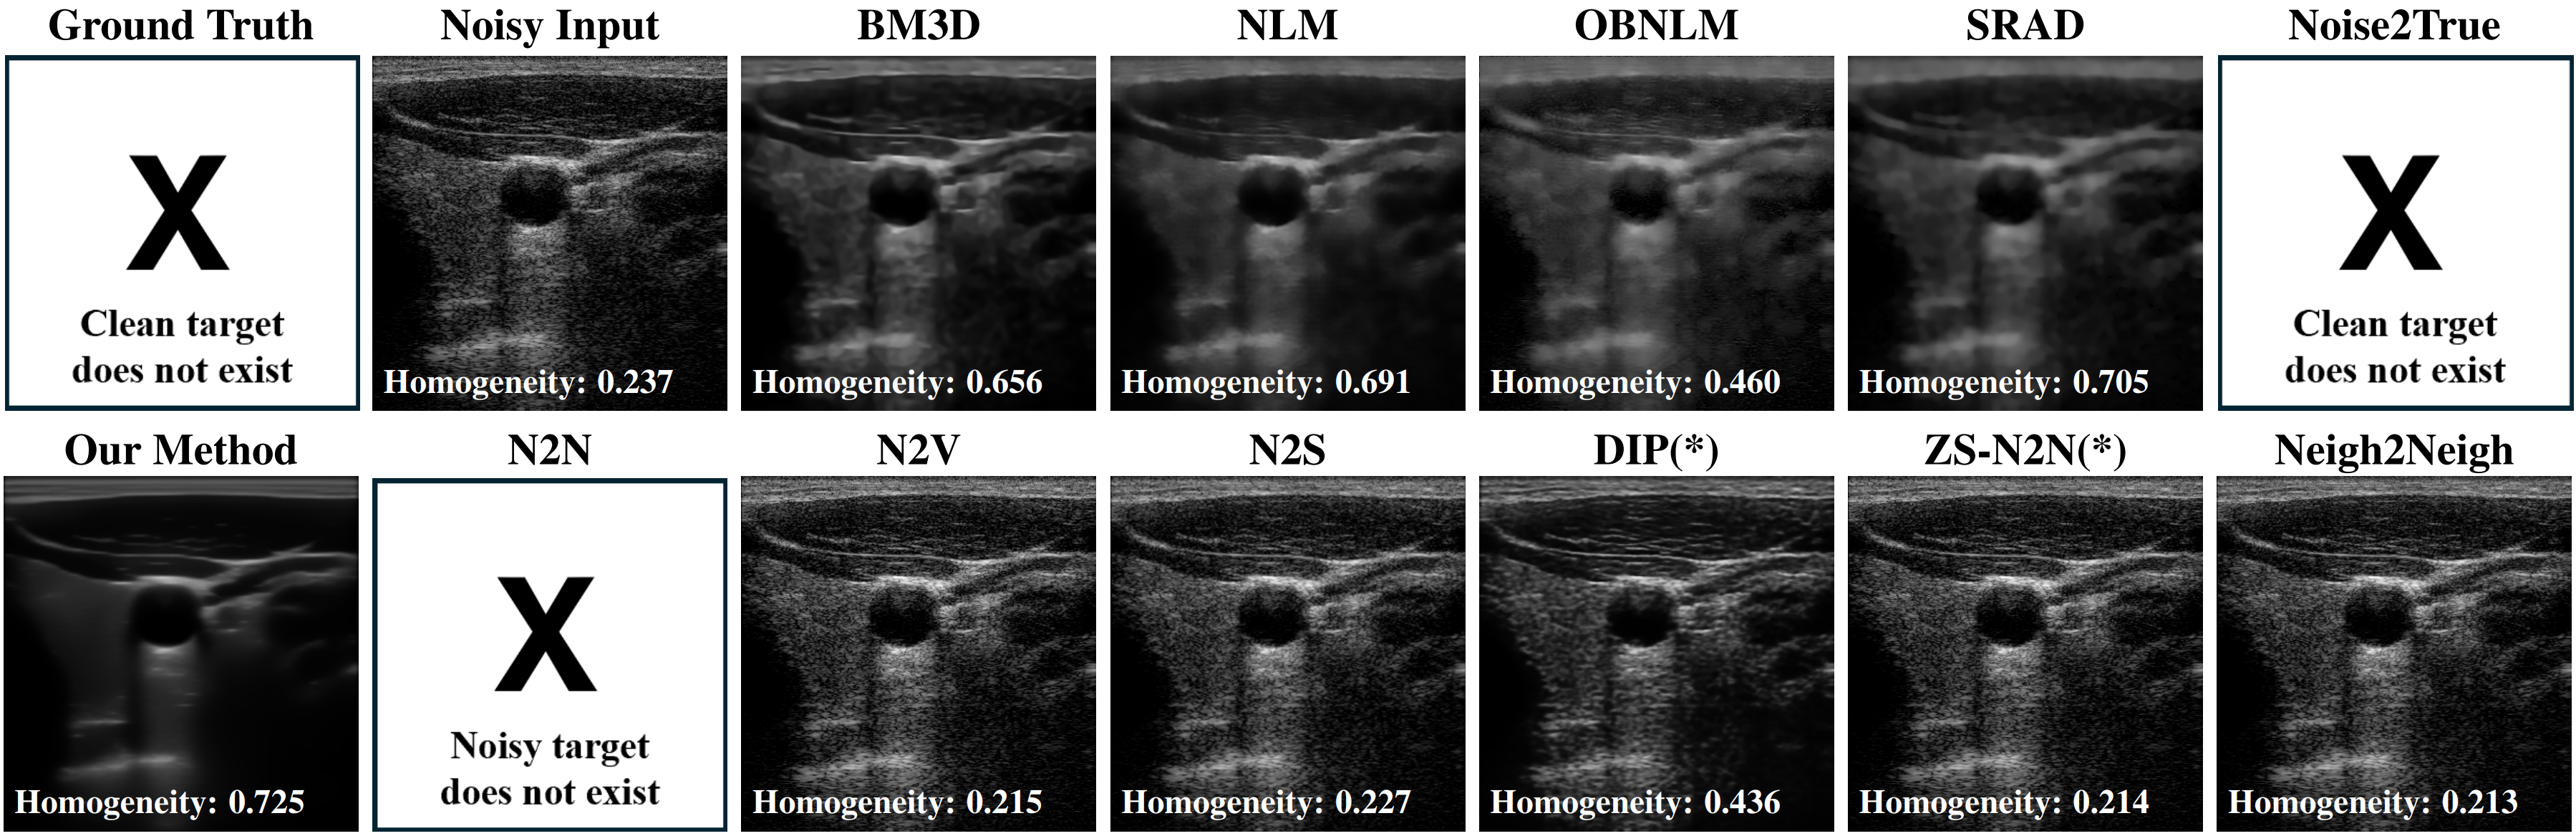 Ground Truth
Noisy Input
BM3D
NLM
OBNLM
SRAD
Noise2True
X
Clean target
does not exist
Homogeneity: 0.237
Homogeneity: 0.656
Homogeneity: 0.691
Homogeneity: 0.460
Homogeneity: 0.705
X
Clean target
does not exist
Our Method
N2N
N2V
N2S
DIP(*)
ZS-N2N(*)
Neigh2Neigh
Homogeneity: 0.725
X
Noisy target
does not exist
Homogeneity: 0.215
Homogeneity: 0.227
Homogeneity: 0.436
Homogeneity: 0.214
Homogeneity: 0.213